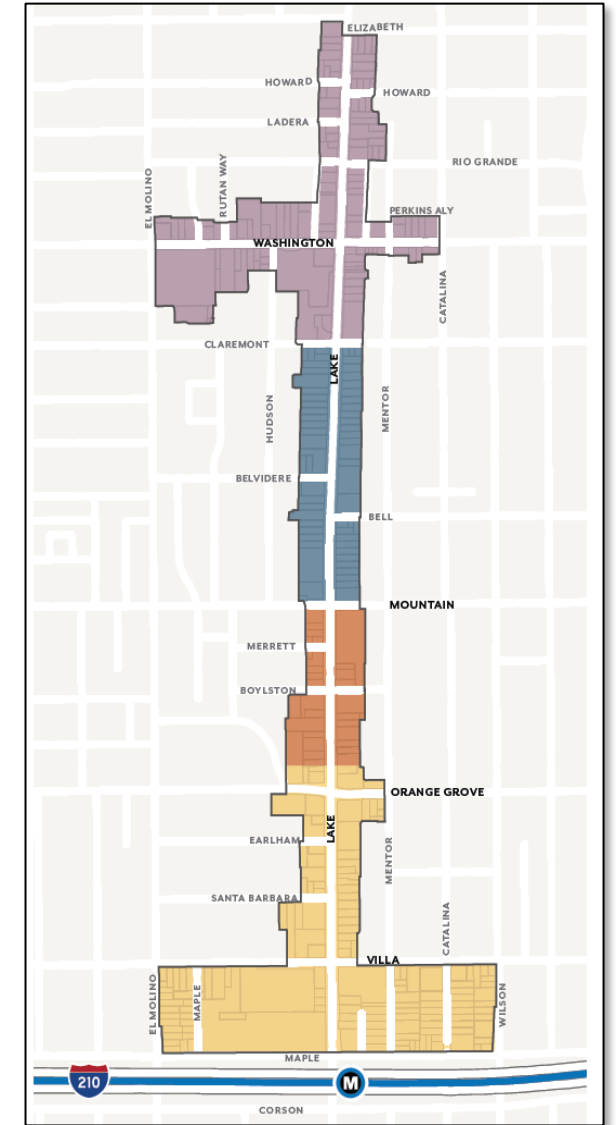 ELIZABETH
HOWARD
HOWARD
LADERA
RIO GRANDE
EL MOLINO
RUTAN WAY
PERKINS ALY
WASHINGTON
CATALINA
CLAREMONT
LAKE
MENTOR
HUDSON
BELVIDERE
BELL
MOUNTAIN
MERRETT
BOYLSTON
ORANGE GROVE
LAKE
EARLHAM
MENTOR
SANTA BARBARA
CATALINA
VILLA
EL MOLINO
MAPLE
WILSON
MAPLE
210
M
CORSON